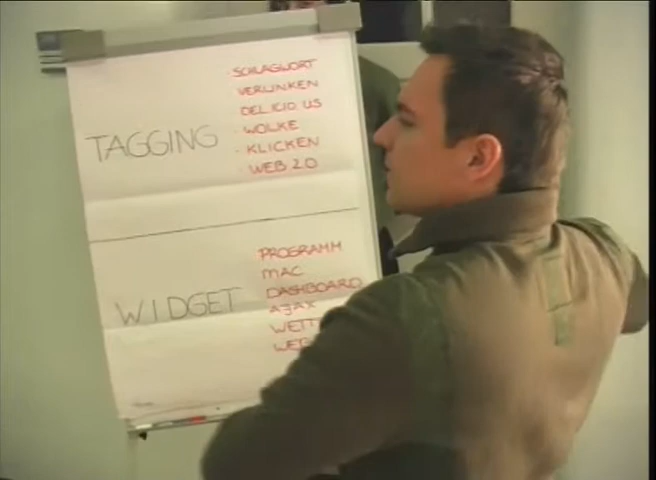 TAGGING
· SCHLAGWORT
· VERLINKEN
· DEL.ICIO.US
· WOLKE
· KLICKEN
· WEB 2.0
WIDGET
PROGRAMM
MAC
DASHBOARD
AJAX